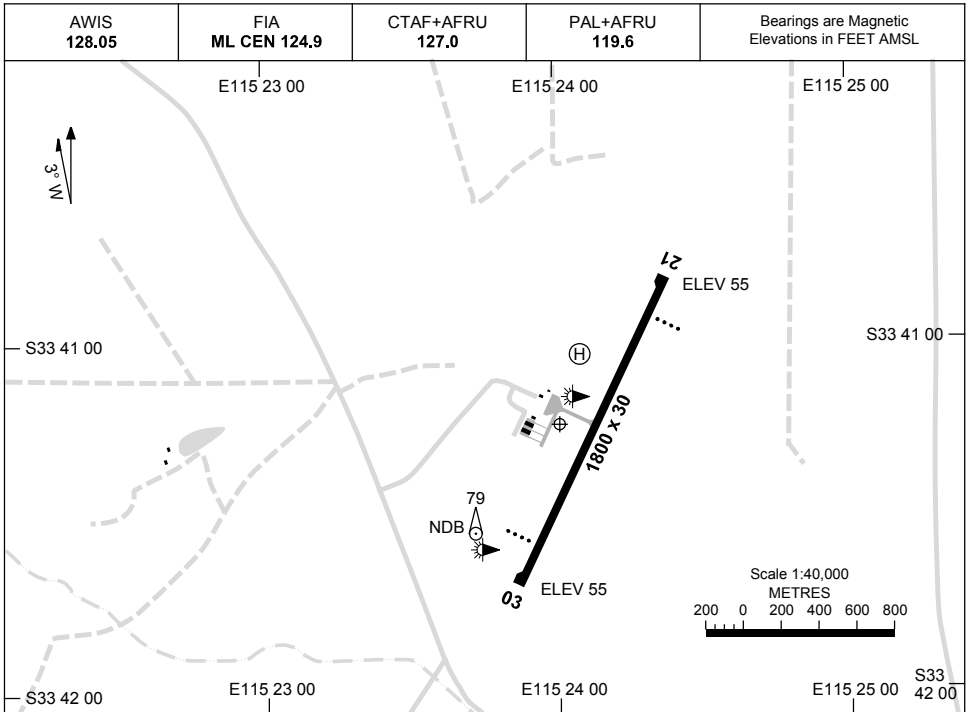 AWIS
128.05
FIA
ML CEN 124.9
CTAF+AFRU
127.0
PAL+AFRU
119.6
Bearings are Magnetic
Elevations in FEET AMSL
E115 23 00
E115 24 00
E115 25 00
3° W
21
ELEV 55
S33 41 00
S33 41 00
H
1800 x 30
79
NDB
03
ELEV 55
Scale 1:40,000
METRES
200 0 200 400 600 800
S33 42 00
E115 23 00
E115 24 00
E115 25 00
S33
42 00